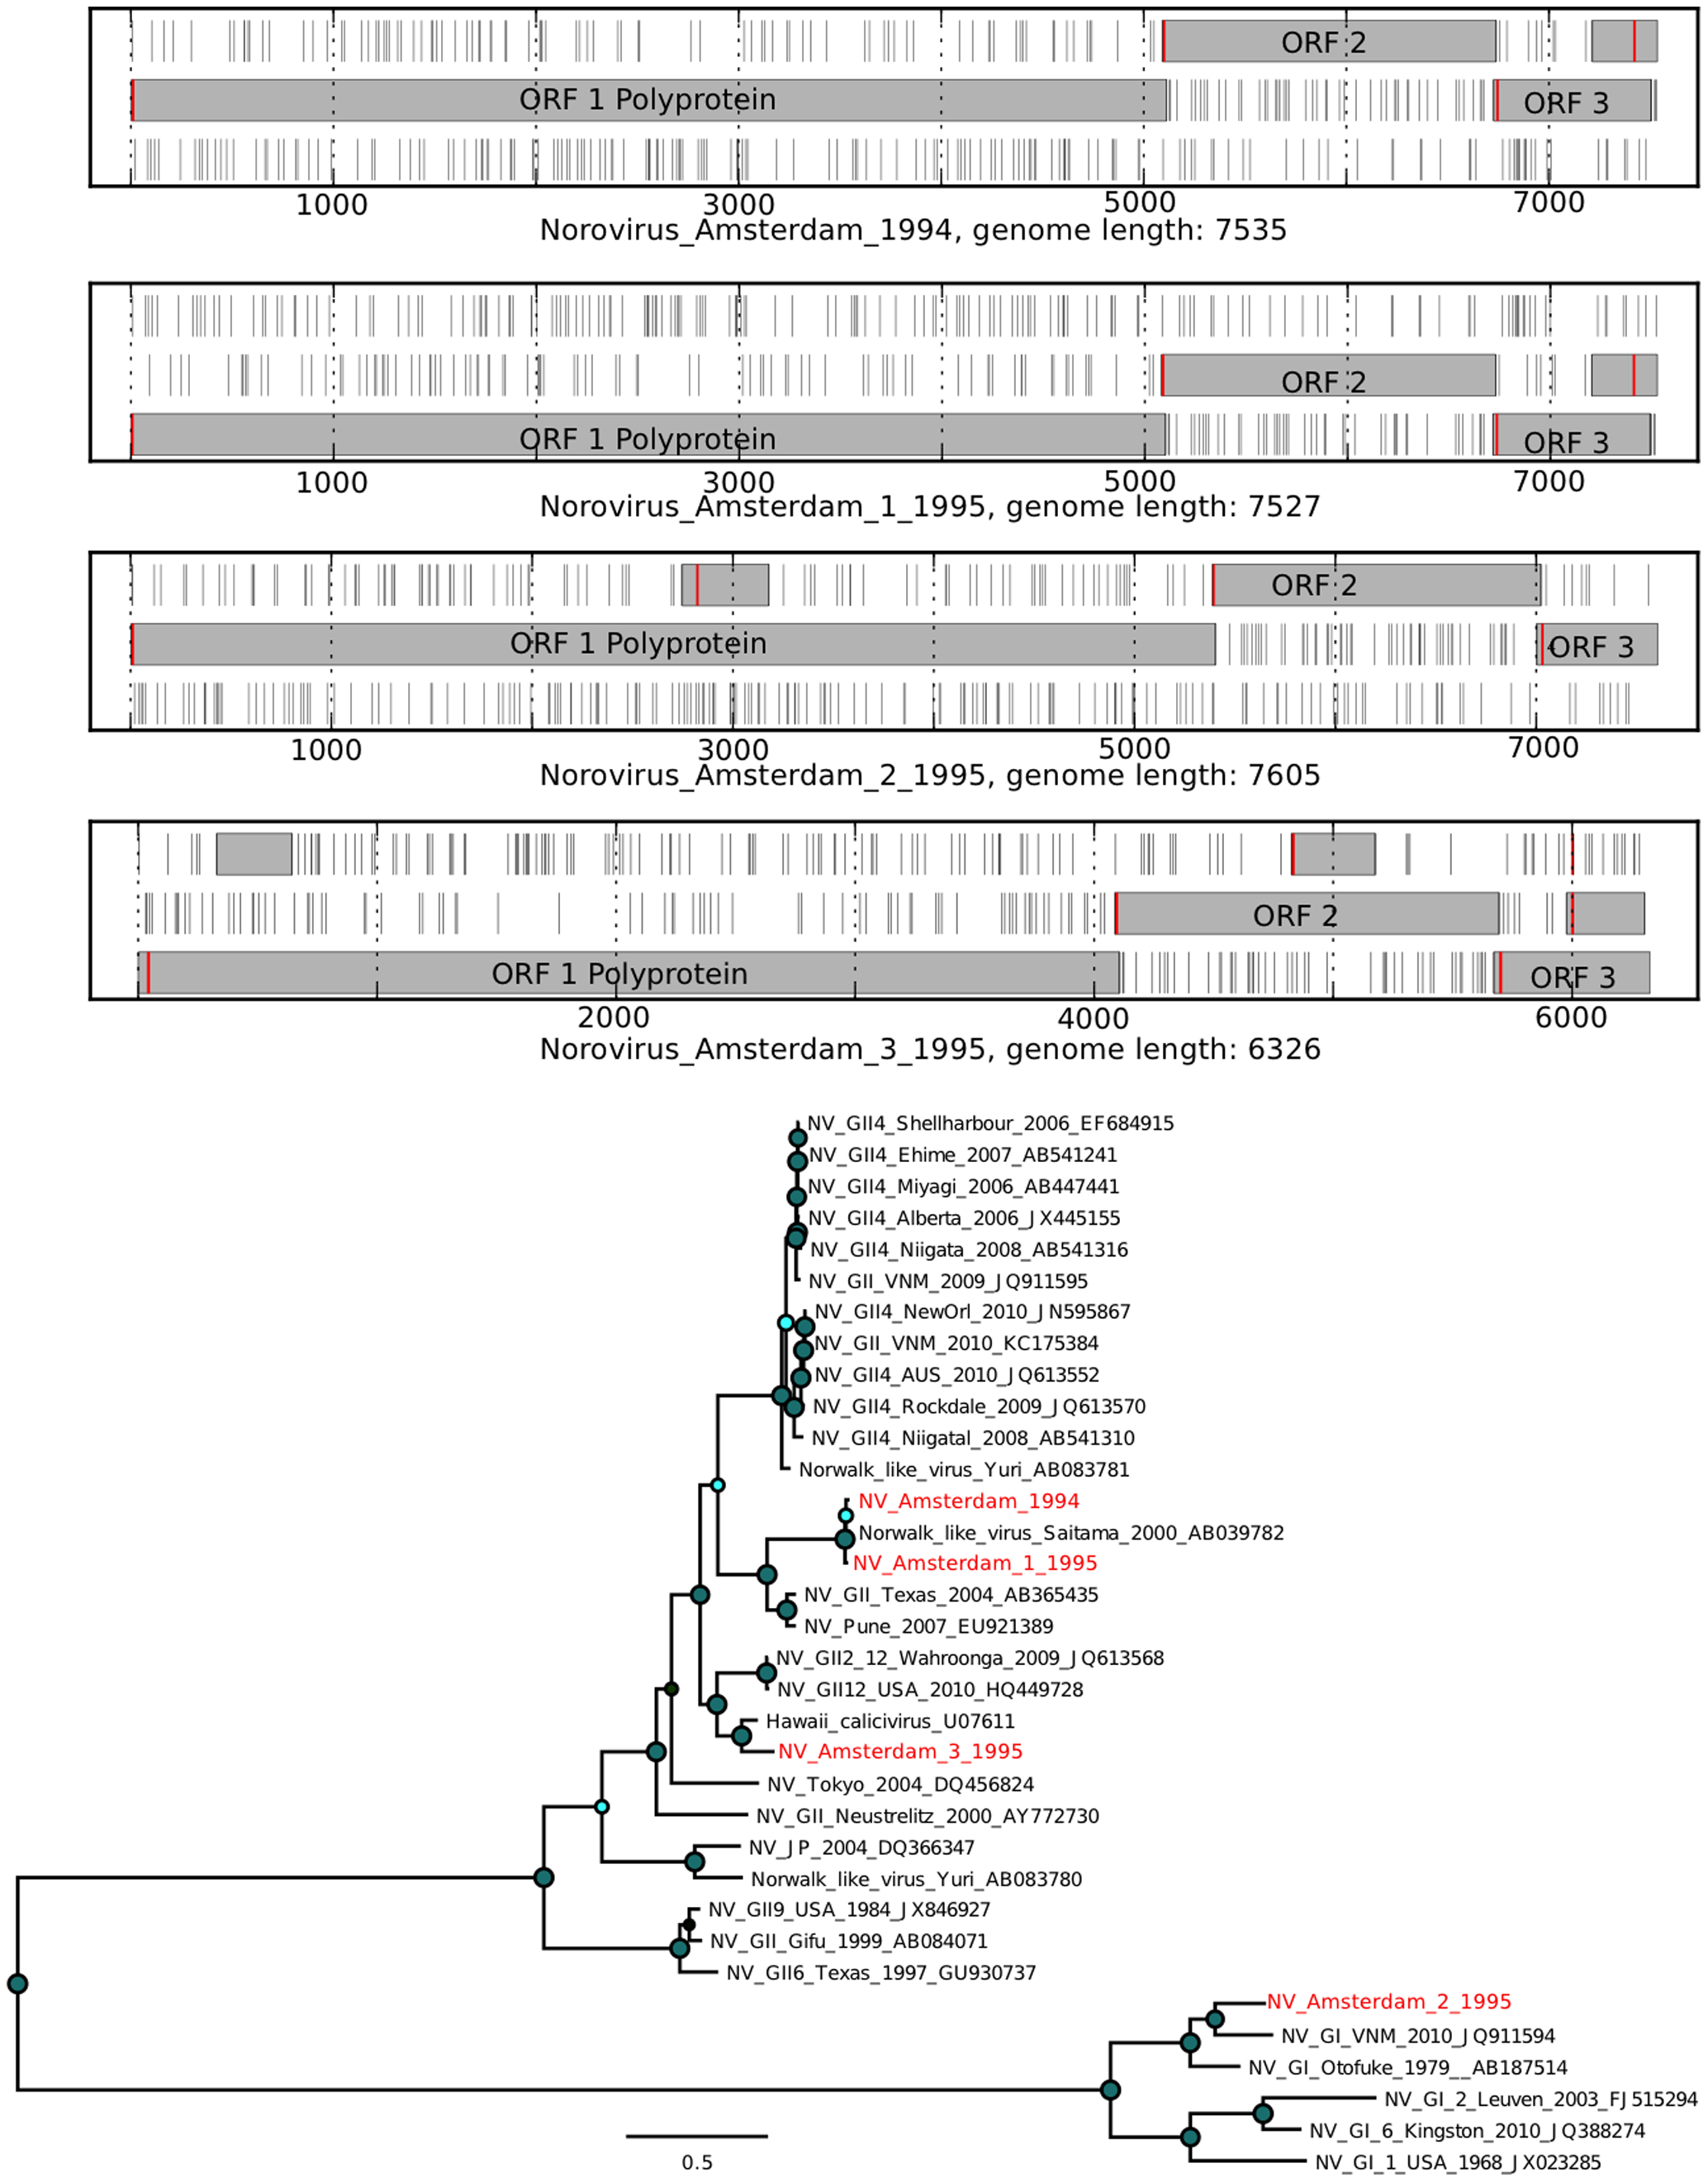 ORF 2
ORF 1 Polyprotein
ORF 3
1000 3000 5000 7000
Norovirus_Amsterdam_1994, genome length: 7535
ORF 2
ORF 1 Polyprotein
ORF 3
1000 3000 5000 7000
Norovirus_Amsterdam_1_1995, genome length: 7527
ORF 2
ORF 1 Polyprotein
ORF 3
1000 3000 5000 7000
Norovirus_Amsterdam_2_1995, genome length: 7605
ORF 2
ORF 1 Polyprotein
ORF 3
2000 4000 6000
Norovirus_Amsterdam_3_1995, genome length: 6326
NV_GII4_Shellharbour_2006_EF684915
NV_GII4_Ehime_2007_AB541241
NV_GII4_Miyagi_2006_AB447441
NV_GII4_Alberta_2006_JX445155
NV_GII4_Niigata_2008_AB541316
NV_GII_VNM_2009_JQ911595
NV_GII4_NewOrl_2010_JN595867
NV_GII_VNM_2010_KC175384
NV_GII4_AUS_2010_JQ613552
NV_GII4_Rockdale_2009_JQ613570
NV_GII4_Niigatal_2008_AB541310
Norwalk_like_virus_Yuri_AB083781
NV_Amsterdam_1994
Norwalk_like_virus_Saitama_2000_AB039782
NV_Amsterdam_1_1995
NV_GII_Texas_2004_AB365435
NV_Pune_2007_EU921389
NV_GII2_12_Wahroonga_2009_JQ613568
NV_GII12_USA_2010_HQ449728
Hawaii_calicivirus_U07611
NV_Amsterdam_3_1995
NV_Tokyo_2004_DQ456824
NV_GII_Neustrelitz_2000_AY772730
NV_JP_2004_DQ366347
Norwalk_like_virus_Yuri_AB083780
NV_GII9_USA_1984_JX846927
NV_GII_Gifu_1999_AB084071
NV_GII6_Texas_1997_GU930737
NV_Amsterdam_2_1995
NV_GI_VNM_2010_JQ911594
NV_GI_Otofuke_1979__AB187514
NV_GI_2_Leuven_2003_FJ515294
NV_GI_6_Kingston_2010_JQ388274
NV_GI_1_USA_1968_JX023285
0.5